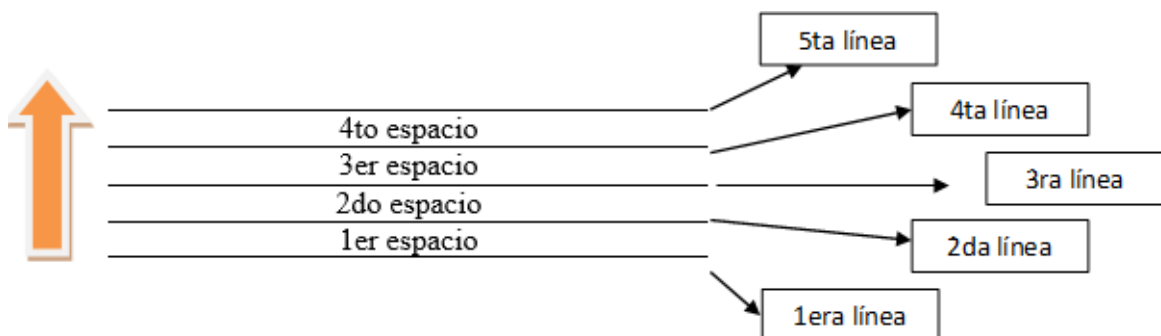 5ta línea
4to espacio
4ta línea
3er espacio
3ra línea
2do espacio
2da línea
1er espacio
1era línea